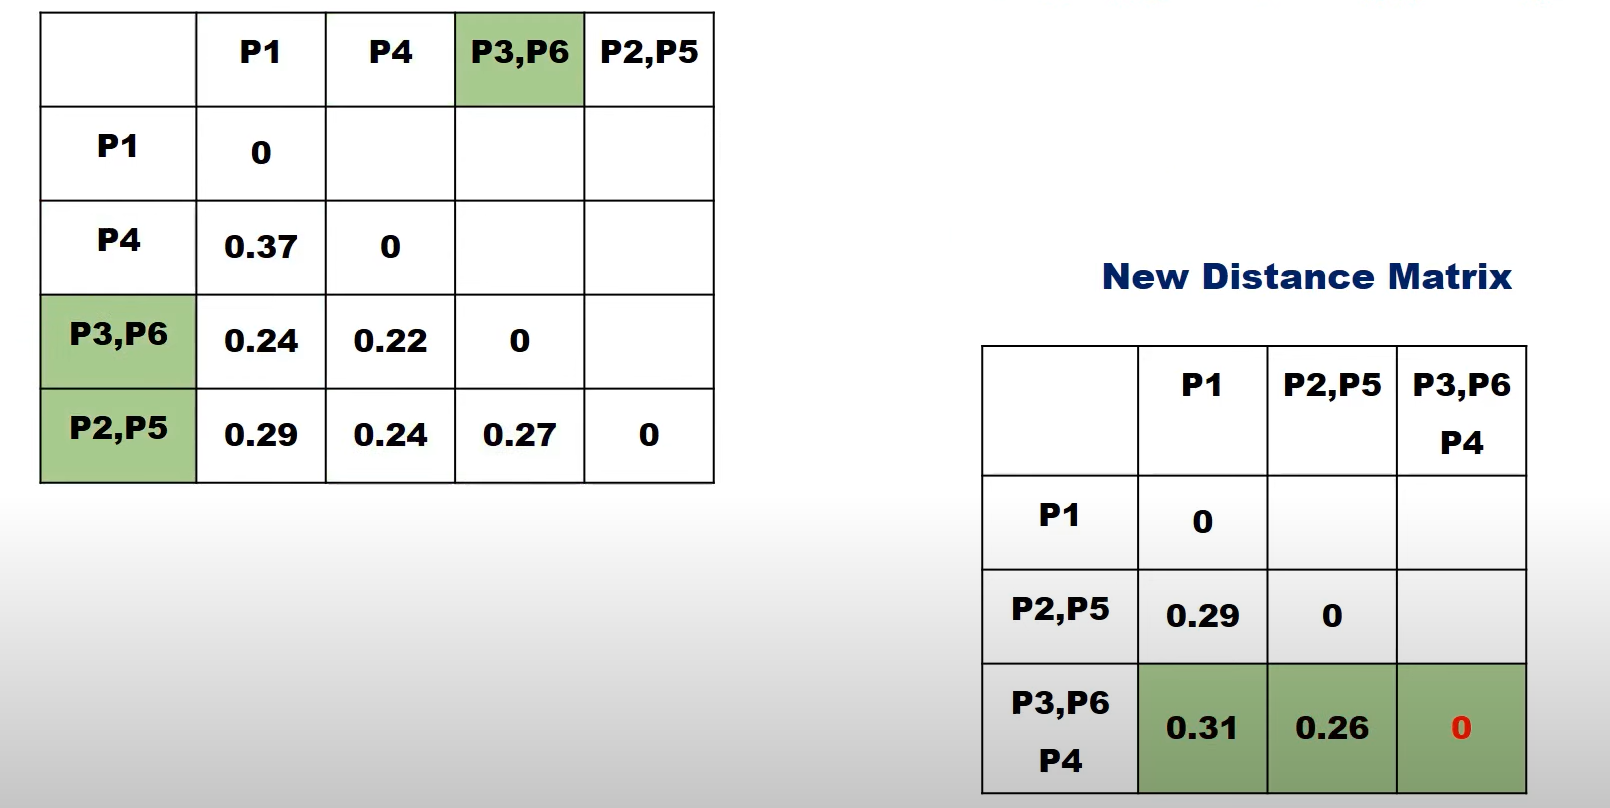 P1 P4 P3,P6 P2,P5
P1 0
P4 0.37 0
P3,P6 0.24 0.22 0
P2,P5 0.29 0.24 0.27 0
New Distance Matrix
P1 P2,P5 P3,P6
P4
P1 0
P2,P5 0.29 0
P3,P6
P4 0.31 0.26 0